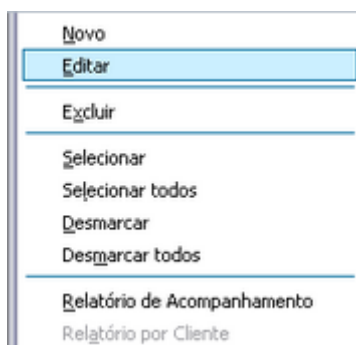 Novo
Editar
Excluir
Selecionar
Selecionar todos
Desmarcar
Desmarcar todos
Relatório de Acompanhamento
Relatório por Cliente